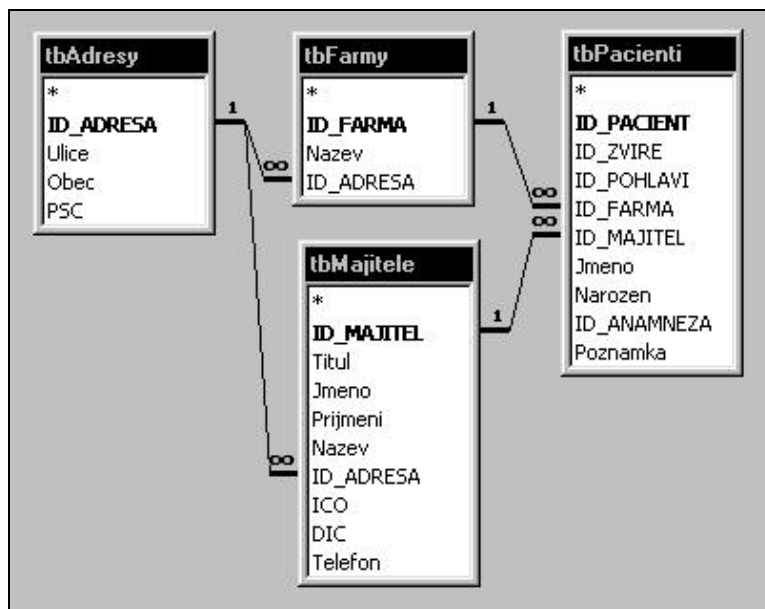 tbAdresy
*
ID_ADRESA
Ulice
Obec
PSC
tbFarmy
*
ID_FARMA
Nazev
ID_ADRESA
tbPacienti
*
ID_PACIENT
ID_ZVIRE
ID_POHLAVI
ID_FARMA
ID_MAJITEL
Jmeno
Narozen
ID_ANAMNEZA
Poznamka
tbMajitele
*
ID_MAJITEL
Titul
Jmeno
Prijmeni
Nazev
ID_ADRESA
ICO
DIC
Telefon
1
∞
∞
1
∞
1
∞